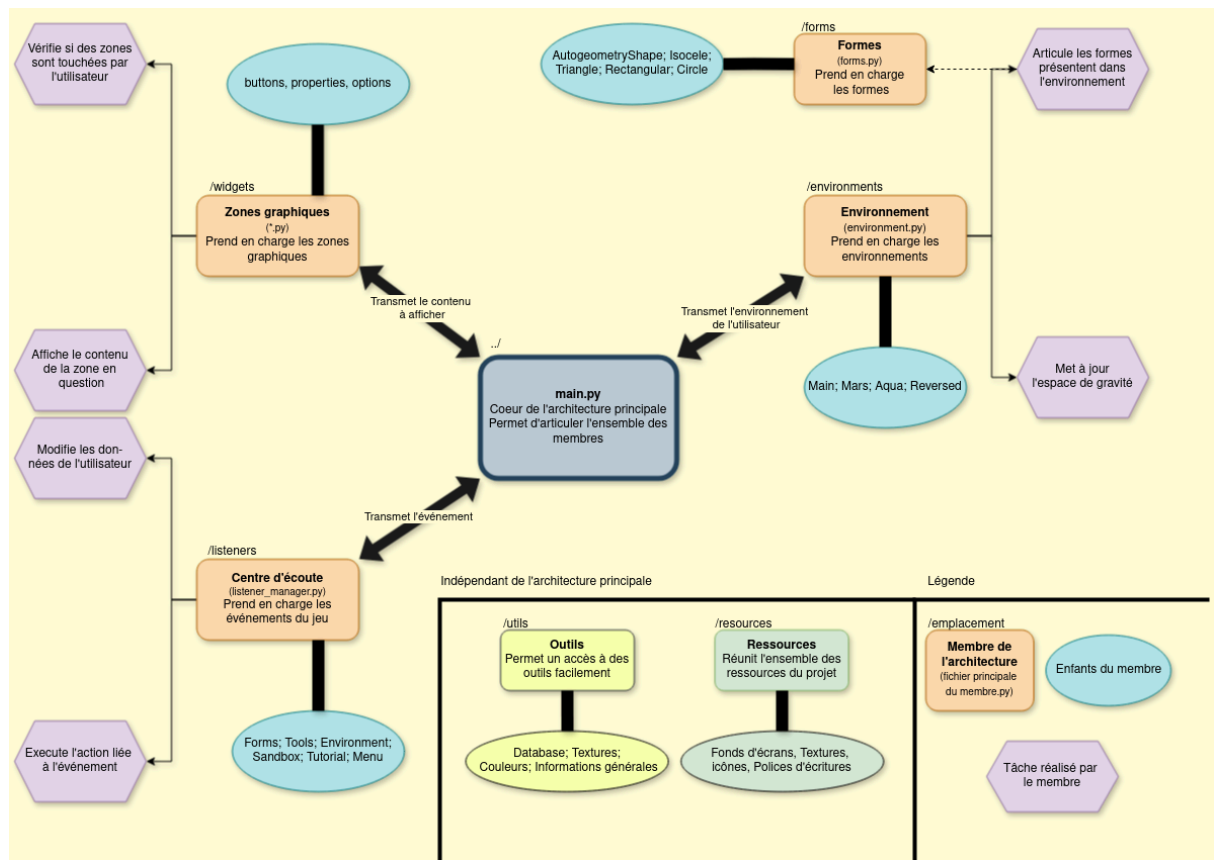 Vérifie si des zones
sont touchées par
l'utilisateur
buttons, properties, options
/widgets
Zones graphiques
(*.py)
Prend en charge les zones
graphiques
Affiche le contenu
de la zone en
question
Transmet le contenu
à afficher
/forms
Formes
(forms.py)
Prend en charge
les formes
AutogeometryShape; Isocele;
Triangle; Rectangular; Circle
Articule les formes
présentent dans
l'environnement
/environments
Environnement
(environment.py)
Prend en charge les
environnements
Transmet l'environnement
de l'utilisateur
Main; Mars; Aqua; Reversed
Met à jour
l'espace de gravité
../
main.py
Coeur de l'architecture principale
Permet d'articuler l'ensemble des
membres
Modifie les don-
nées de l'utilisateur
Transmet l'événement
/listeners
Centre d'écoute
(listener_manager.py)
Prend en charge les
événements du jeu
Execute l'action liée
à l'événement
Forms; Tools; Environment;
Sandbox; Tutorial; Menu
Indépendant de l'architecture principale
/utils
Outils
Permet un accès à des
outils facilement
Database; Textures;
Couleurs; Informations générales
/resources
Ressources
Réunit l'ensemble des
ressources du projet
Fonds d'écrans, Textures,
icônes, Polices d'écritures
Légende
/emplacement
Membre de
l'architecture
(fichier principale
du membre.py)
Enfants du membre
Tâche réalisé par
le membre